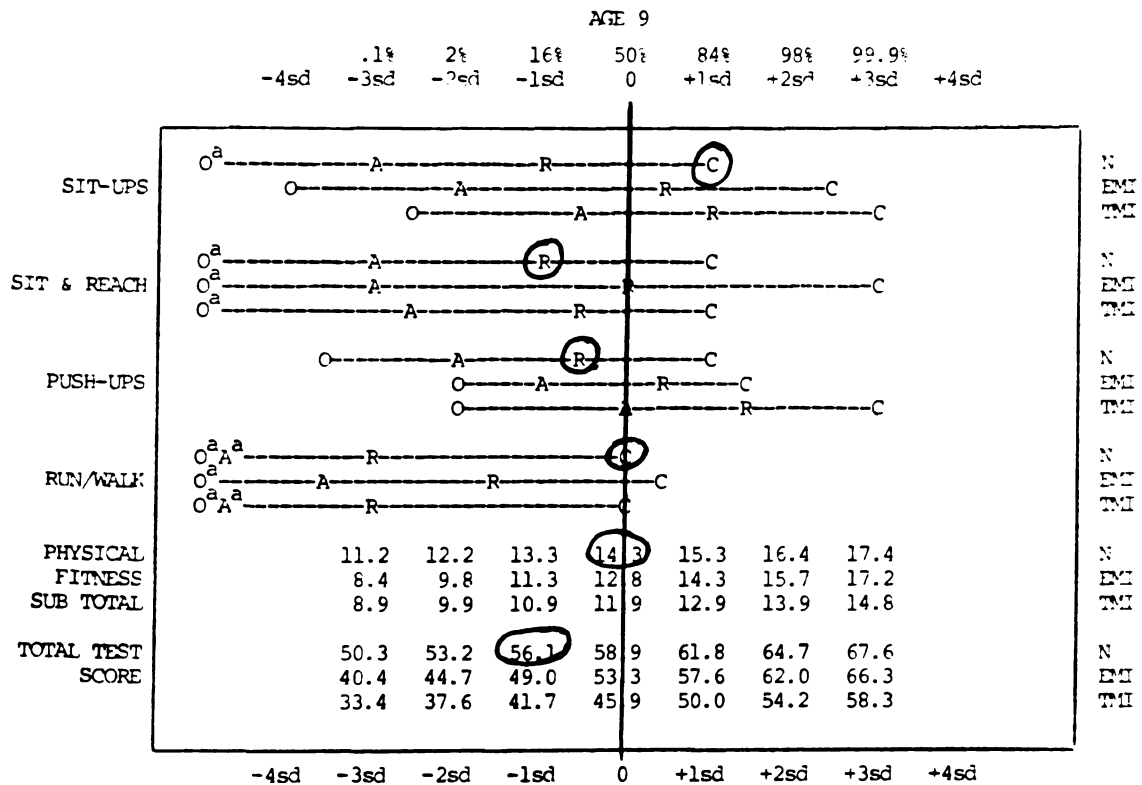 AGE 9
.1% 2% 16% 50% 84% 98% 99.9%
-4sd -3sd -2sd -1sd 0 +1sd +2sd +3sd +4sd
Oa A R C N
SIT-UPS O A R C EMI
O A R C TMI
Oa A R C N
SIT & REACH Oa A R C EMI
Oa A R C TMI
O A R C N
PUSH-UPS O A R C EMI
O A R C TMI
OaAa R C N
RUN/WALK Oa A R C EMI
OaAa R C TMI
PHYSICAL 11.2 12.2 13.3 14.3 15.3 16.4 17.4 N
FITNESS 8.4 9.8 11.3 12.8 14.3 15.7 17.2 EMI
SUB TOTAL 8.9 9.9 10.9 11.9 12.9 13.9 14.8 TMI
TOTAL TEST 50.3 53.2 56.1 58.9 61.8 64.7 67.6 N
SCORE 40.4 44.7 49.0 53.3 57.6 62.0 66.3 EMI
33.4 37.6 41.7 45.9 50.0 54.2 58.3 TMI
-4sd -3sd -2sd -1sd 0 +1sd +2sd +3sd +4sd